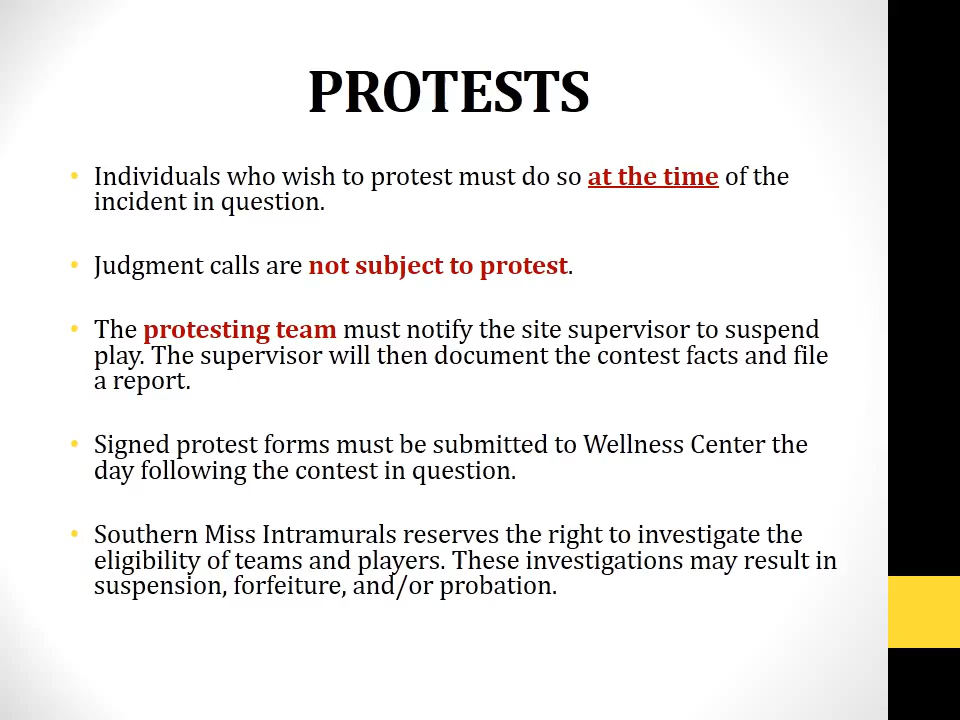 PROTESTS
• Individuals who wish to protest must do so at the time of the
incident in question.
• Judgment calls are not subject to protest.
• The protesting team must notify the site supervisor to suspend
play. The supervisor will then document the contest facts and file
a report.
• Signed protest forms must be submitted to Wellness Center the
day following the contest in question.
• Southern Miss Intramurals reserves the right to investigate the
eligibility of teams and players. These investigations may result in
suspension, forfeiture, and/or probation.